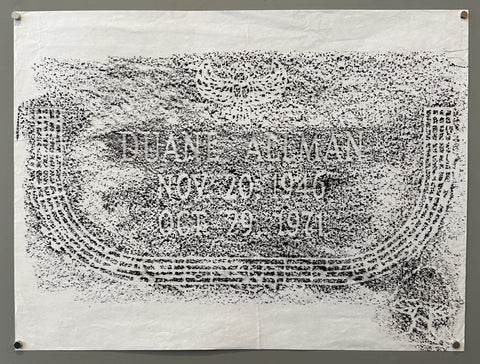 DUANE ALLMAN
NOV. 20, 1946
OCT. 29, 1971